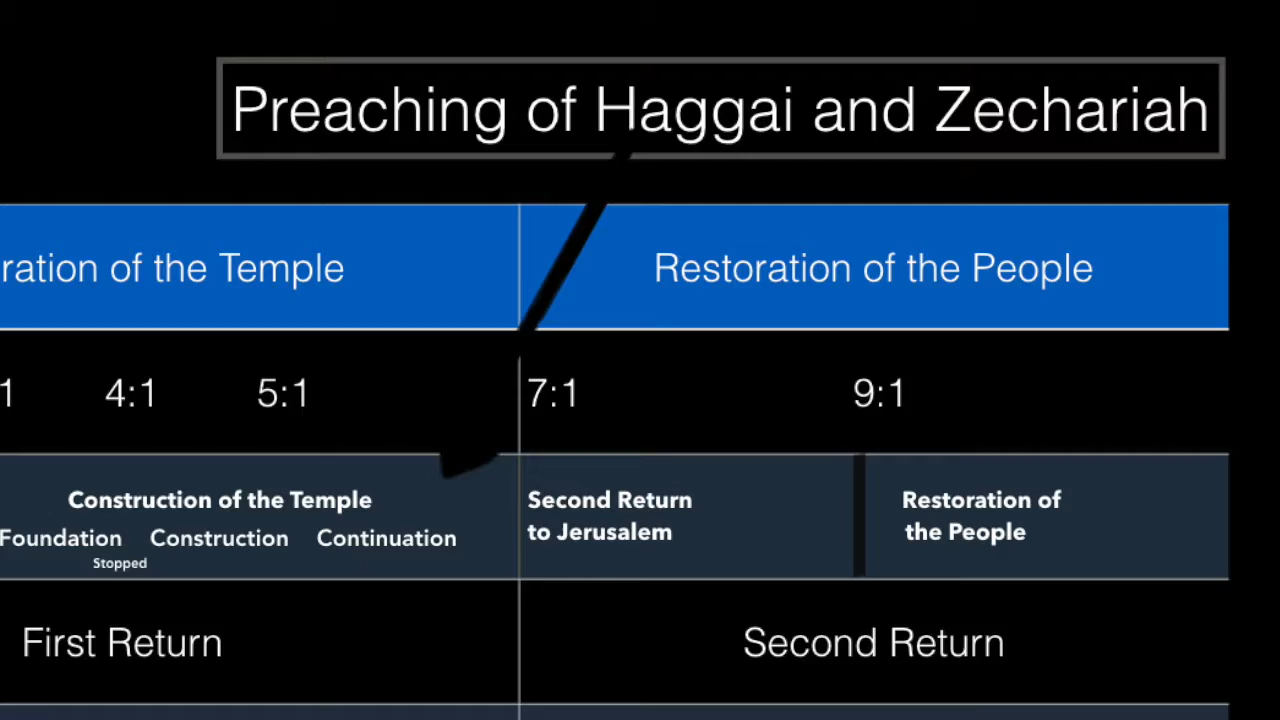 Preaching of Haggai and Zechariah
ration of the Temple
Restoration of the People
1
4:1
5:1
7:1
9:1
Construction of the Temple
Foundation
Construction
Continuation
Stopped
Second Return
to Jerusalem
Restoration of
the People
First Return
Second Return